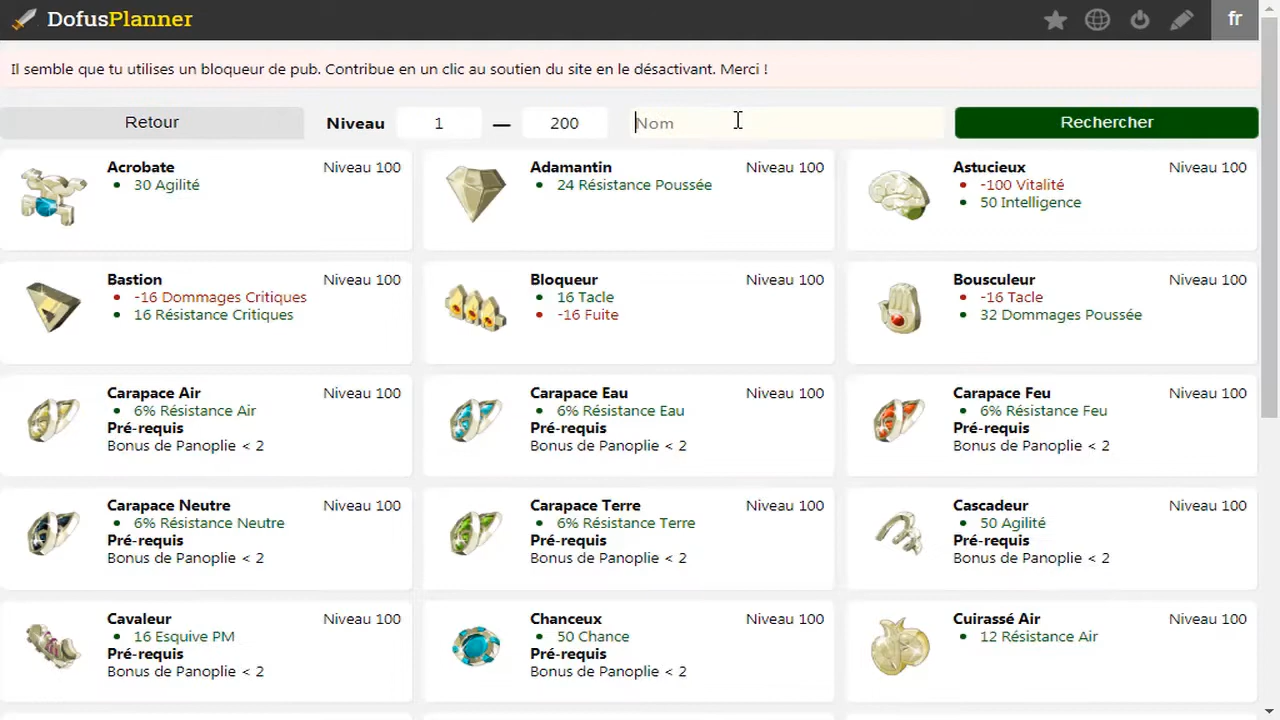 DofusPlanner
fr
Il semble que tu utilises un bloqueur de pub. Contribue en un clic au soutien du site en le désactivant. Merci !
Retour
Niveau 1 — 200
Nom
Rechercher
Acrobate Niveau 100
30 Agilité
Adamantin Niveau 100
24 Résistance Poussée
Astucieux Niveau 100
-100 Vitalité
50 Intelligence
Bastion Niveau 100
-16 Dommages Critiques
16 Résistance Critiques
Bloqueur Niveau 100
16 Tacle
-16 Fuite
Bousculeur Niveau 100
-16 Tacle
32 Dommages Poussée
Carapace Air Niveau 100
6% Résistance Air
Pré-requis
Bonus de Panoplie < 2
Carapace Eau Niveau 100
6% Résistance Eau
Pré-requis
Bonus de Panoplie < 2
Carapace Feu Niveau 100
6% Résistance Feu
Pré-requis
Bonus de Panoplie < 2
Carapace Neutre Niveau 100
6% Résistance Neutre
Pré-requis
Bonus de Panoplie < 2
Carapace Terre Niveau 100
6% Résistance Terre
Pré-requis
Bonus de Panoplie < 2
Cascadeur Niveau 100
50 Agilité
Pré-requis
Bonus de Panoplie < 2
Cavaleur Niveau 100
16 Esquive PM
Pré-requis
Bonus de Panoplie < 2
Chanceux Niveau 100
50 Chance
Pré-requis
Bonus de Panoplie < 2
Cuirassé Air Niveau 100
12 Résistance Air